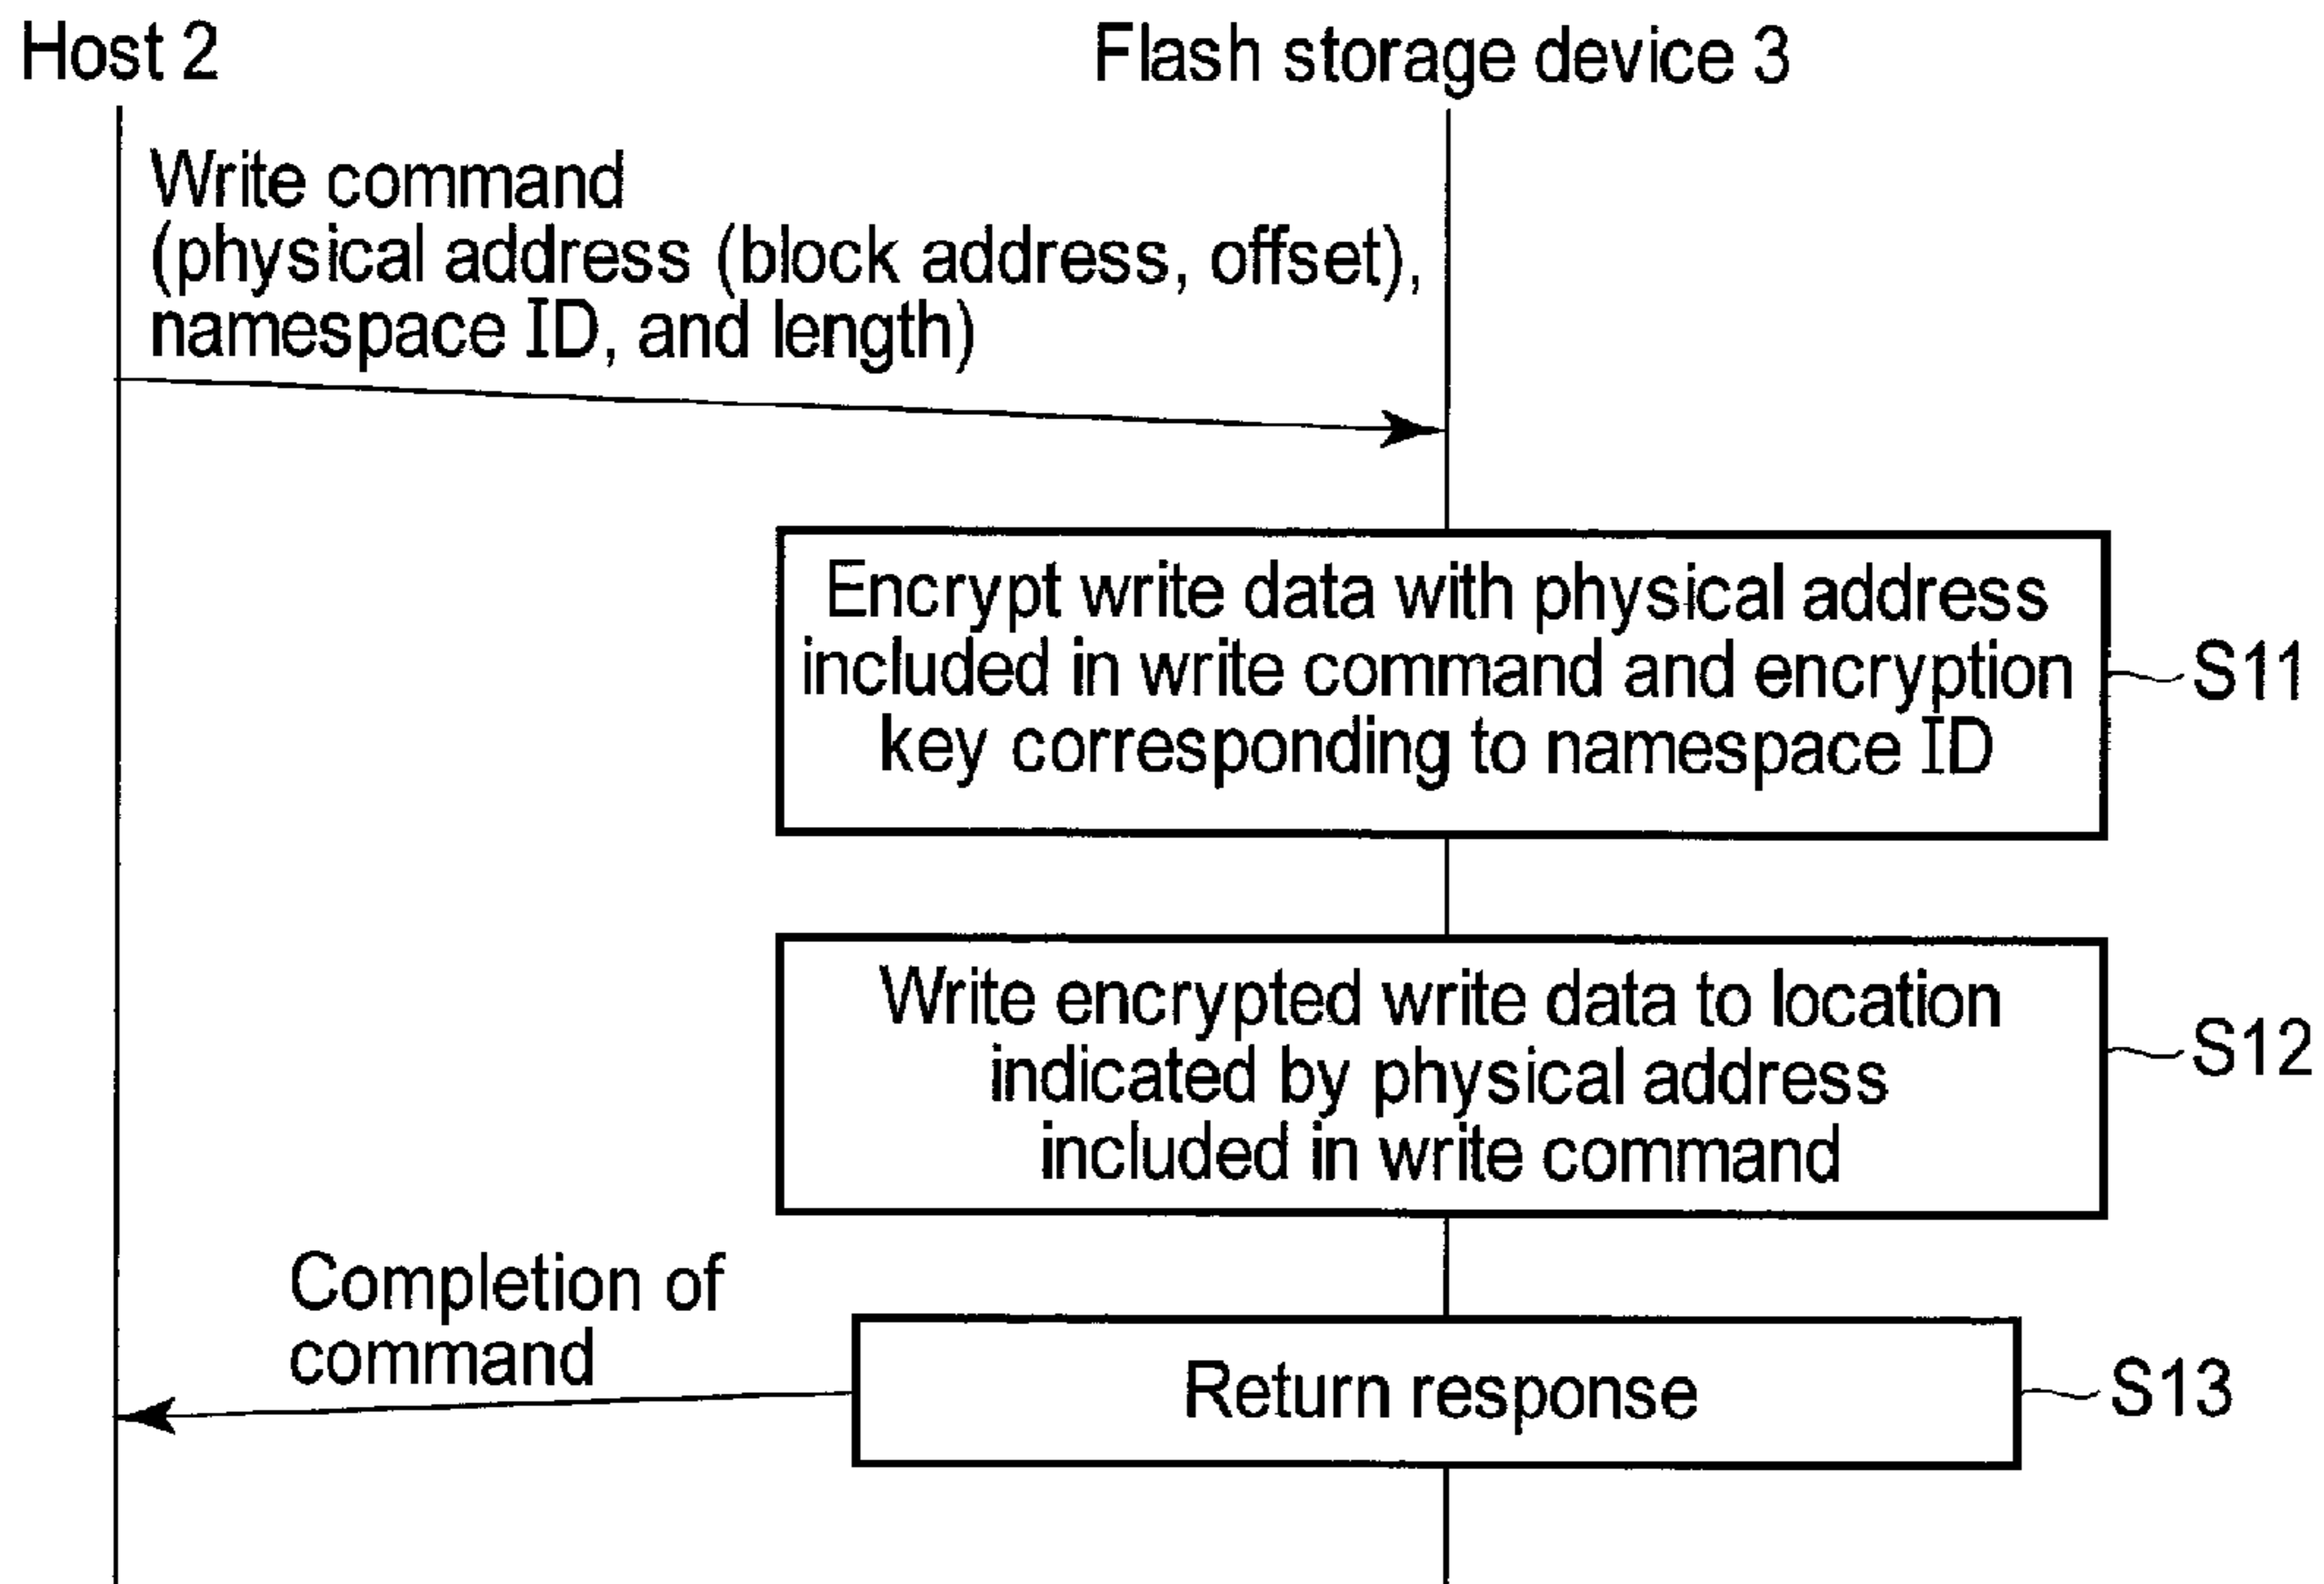 Host 2
Flash storage device 3
Write command
(physical address (block address, offset),
namespace ID, and length)
Encrypt write data with physical address
included in write command and encryption
key corresponding to namespace ID
S11
Write encrypted write data to location
indicated by physical address
included in write command
S12
Completion of
command
Return response
S13